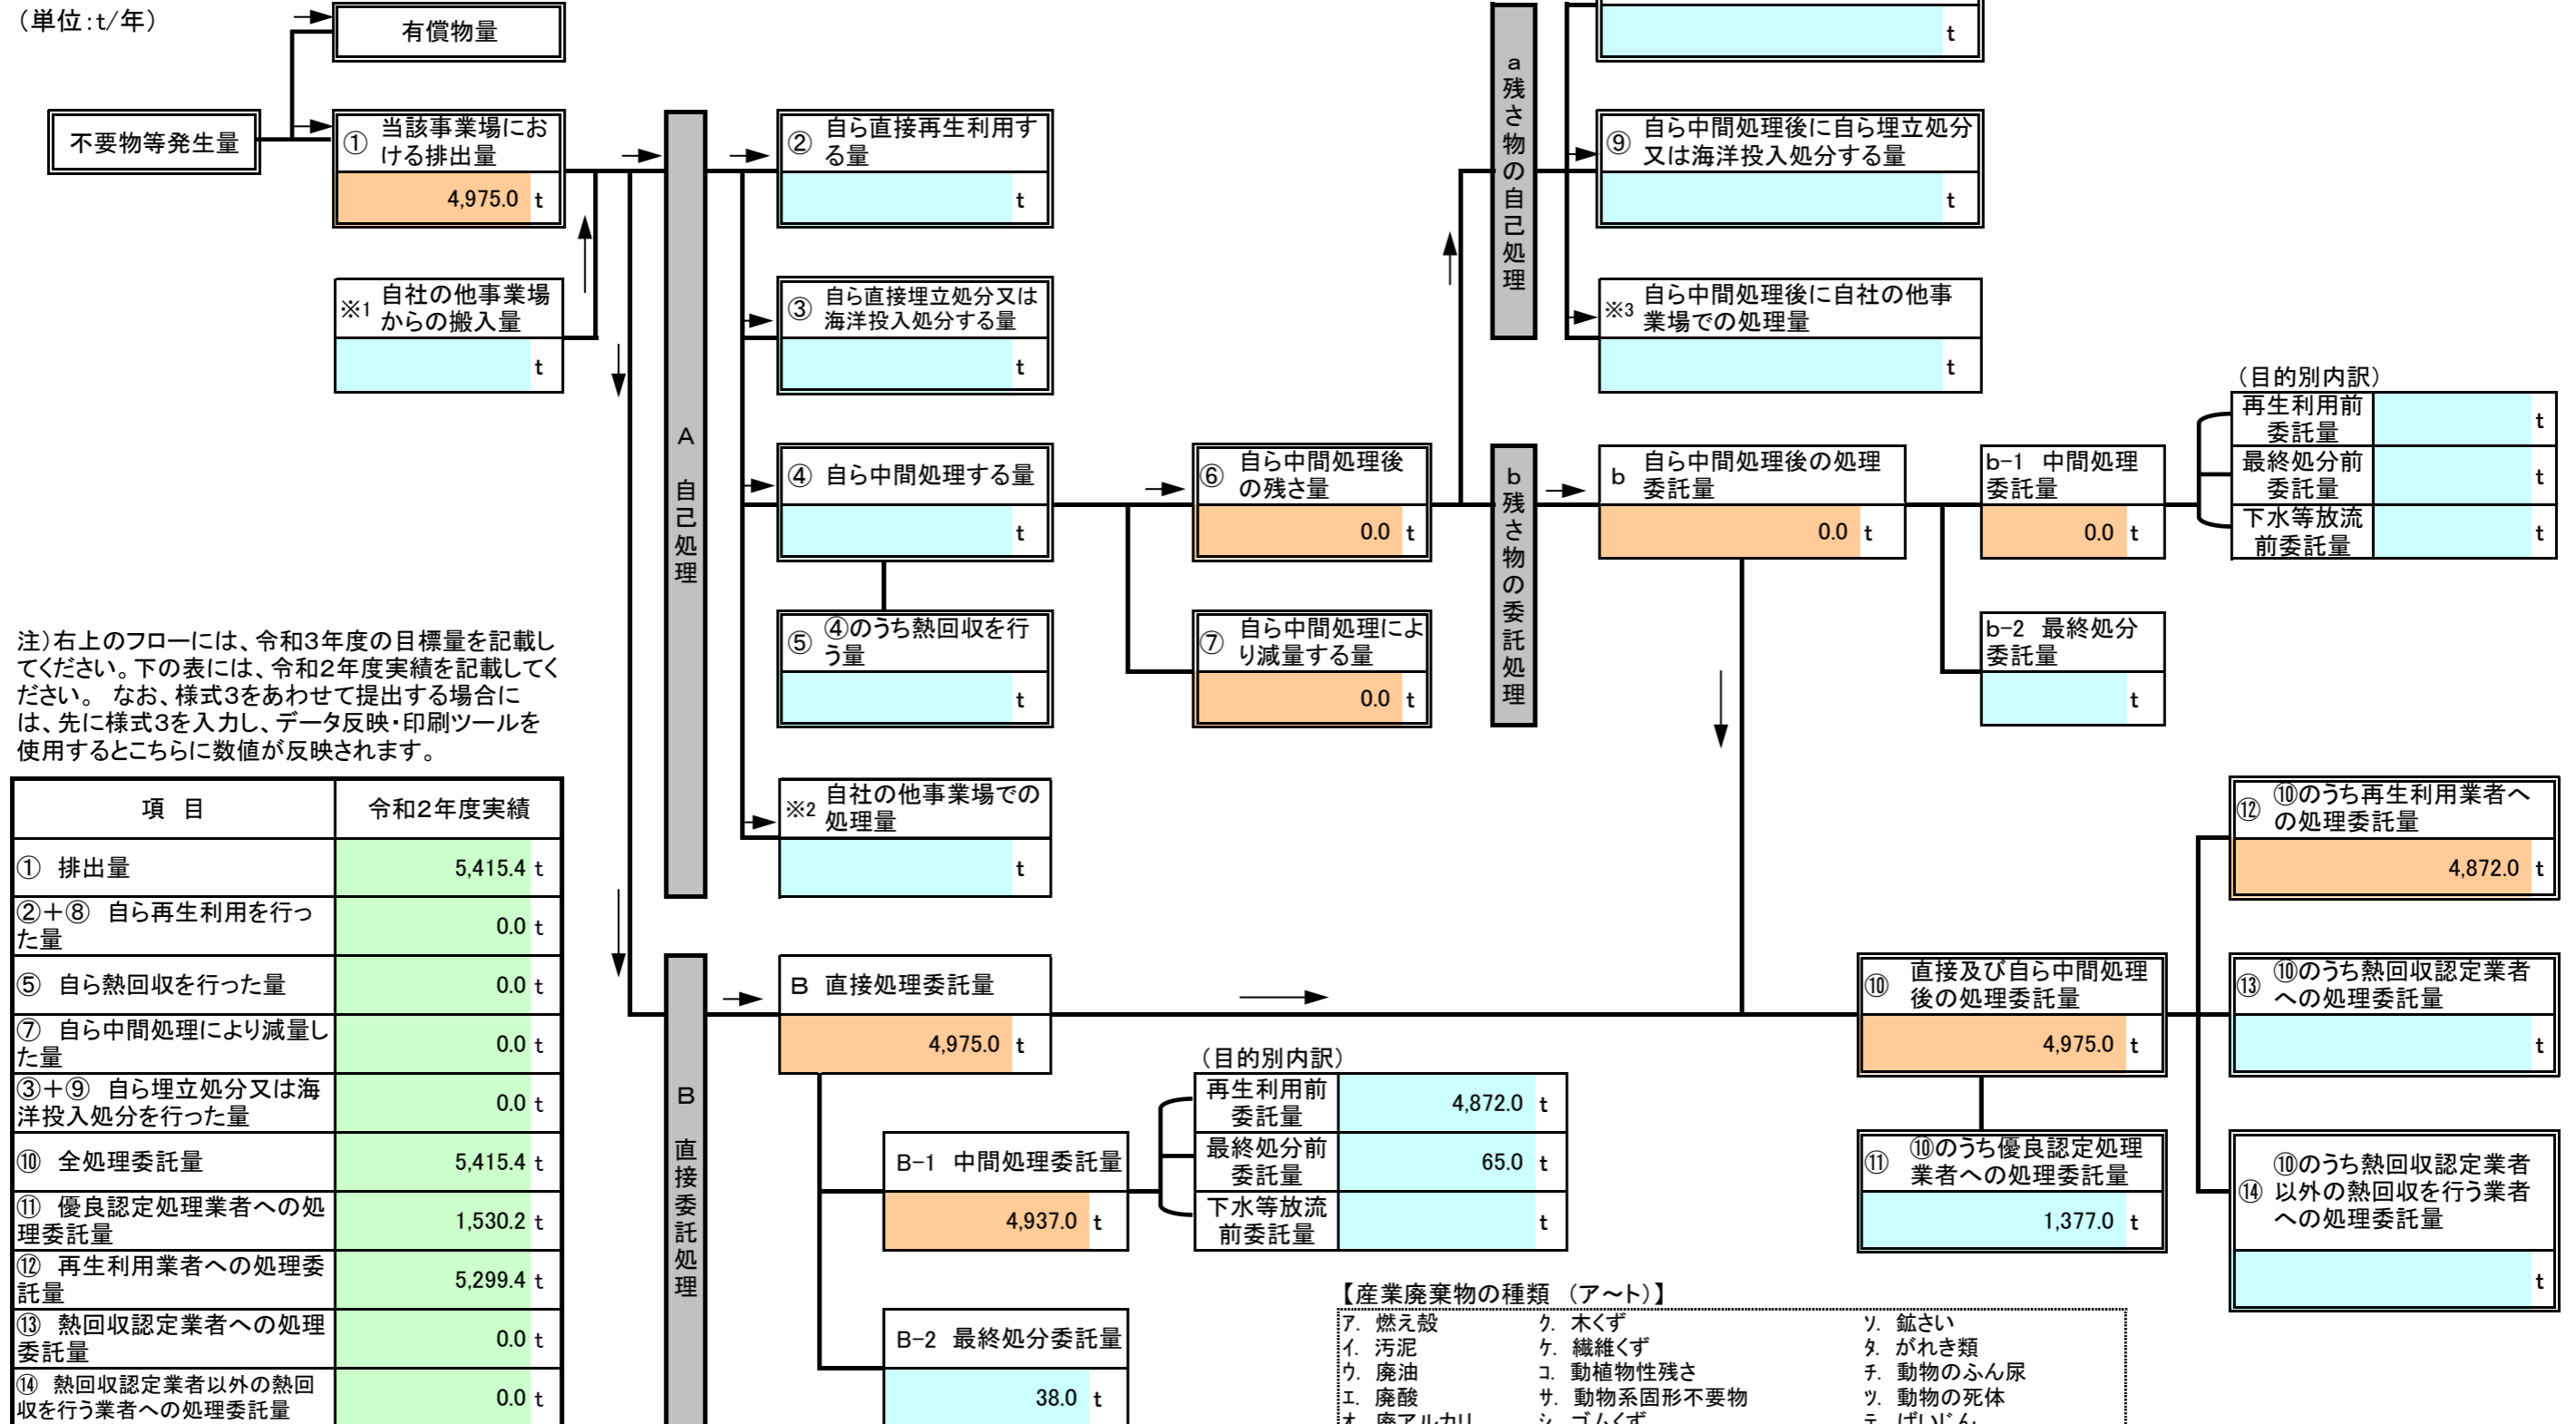 （単位:t/年）
有償物量
不要物等発生量
① 当該事業場にお
ける排出量
4,975.0 t
※1 自社の他事業場
からの搬入量
t
A 自己処理
② 自ら直接再生利用す
る量
t
③ 自ら直接埋立処分又は
海洋投入処分する量
t
④ 自ら中間処理する量
t
⑤ ④のうち熱回収を行
う量
t
※2 自社の他事業場での
処理量
t
⑥ 自ら中間処理後
の残さ量
0.0 t
⑦ 自ら中間処理によ
り減量する量
0.0 t
a残さ物の自己処理
t
⑨ 自ら中間処理後に自ら埋立処分
又は海洋投入処分する量
t
※3 自ら中間処理後に自社の他事
業場での処理量
t
b残さ物の委託処理
b 自ら中間処理後の処理
委託量
0.0 t
b-1 中間処理
委託量
0.0 t
b-2 最終処分
委託量
t
（目的別内訳）
再生利用前
委託量
t
最終処分前
委託量
t
下水等放流
前委託量
t
注）右上のフローには、令和３年度の目標量を記載し
てください。下の表には、令和２年度実績を記載してく
ださい。 なお、様式３をあわせて提出する場合に
は、先に様式３を入力し、データ反映・印刷ツールを
使用するとこちらに数値が反映されます。
項 目 令和２年度実績
① 排出量 5,415.4 t
②＋⑧ 自ら再生利用を行っ
た量
0.0 t
⑤ 自ら熱回収を行った量 0.0 t
⑦ 自ら中間処理により減量し
た量
0.0 t
③＋⑨ 自ら埋立処分又は海
洋投入処分を行った量
0.0 t
⑩ 全処理委託量 5,415.4 t
⑪ 優良認定処理業者への処
理委託量
1,530.2 t
⑫ 再生利用業者への処理委
託量
5,299.4 t
⑬ 熱回収認定業者への処理
委託量
0.0 t
⑭ 熱回収認定業者以外の熱回
収を行う業者への処理委託量
0.0 t
B 直接委託処理
B 直接処理委託量
4,975.0 t
B-1 中間処理委託量
4,937.0 t
B-2 最終処分委託量
38.0 t
（目的別内訳）
再生利用前
委託量
4,872.0 t
最終処分前
委託量
65.0 t
下水等放流
前委託量
t
⑩ 直接及び自ら中間処理
後の処理委託量
4,975.0 t
⑪ ⑩のうち優良認定処理
業者への処理委託量
1,377.0 t
⑫ ⑩のうち再生利用業者へ
の処理委託量
4,872.0 t
⑬ ⑩のうち熱回収認定業者
への処理委託量
t
⑭ ⑩のうち熱回収認定業者
以外の熱回収を行う業者
への処理委託量
t
【産業廃棄物の種類 （ア～ト）】
ｱ. 燃え殻 ｸ. 木くず ｿ. 鉱さい
ｲ. 汚泥 ｹ. 繊維くず ﾀ. がれき類
ｳ. 廃油 ｺ. 動植物性残さ ﾁ. 動物のふん尿
ｴ. 廃酸 ｻ. 動物系固形不要物 ﾂ. 動物の死体
ｵ. 廃アルカリ ｼ. ゴムくず ﾃ. ばいじん